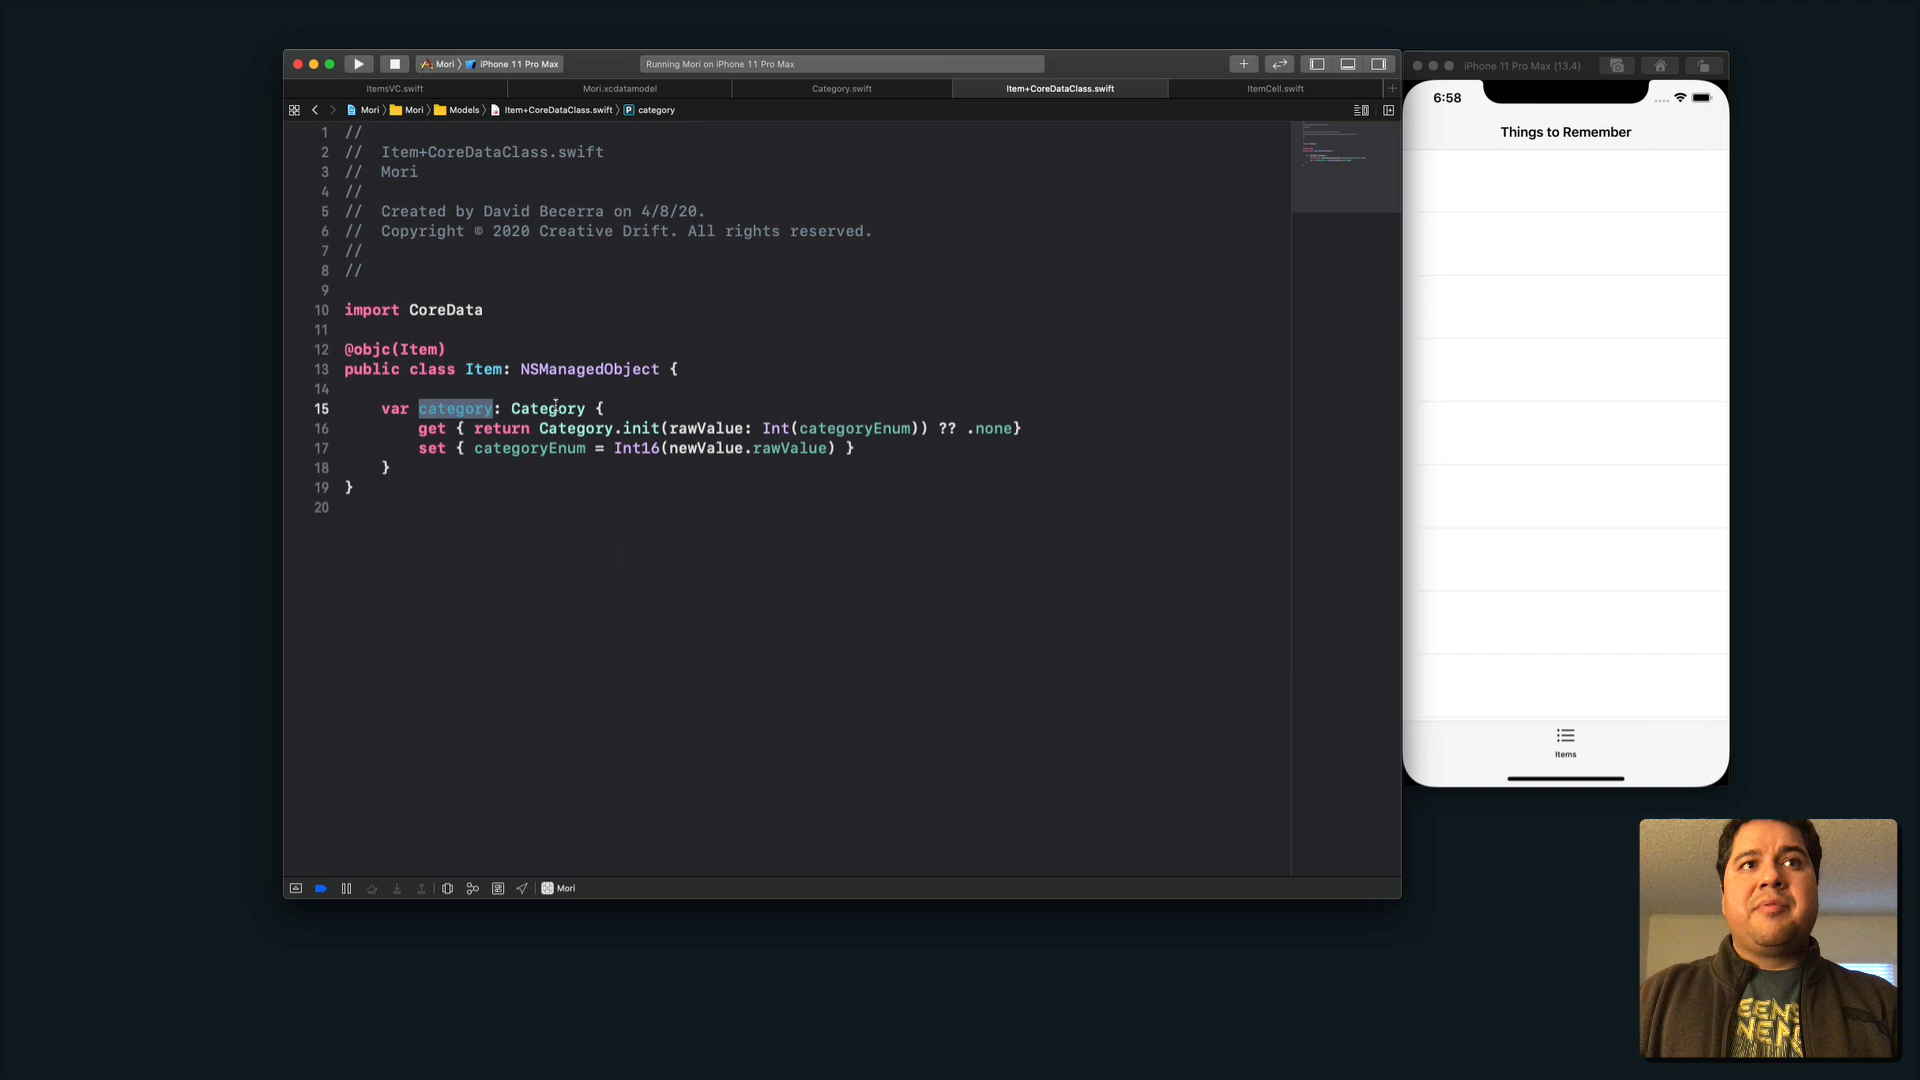 Mori
iPhone 11 Pro Max
Running Mori on iPhone 11 Pro Max
ItemsVC.swift
Mori.xcdatamodel
Category.swift
Item+CoreDataClass.swift
ItemCell.swift
Mori
Mori
Models
Item+CoreDataClass.swift
P
category
1 //
2 //  Item+CoreDataClass.swift
3 //  Mori
4 //
5 //  Created by David Becerra on 4/8/20.
6 //  Copyright © 2020 Creative Drift. All rights reserved.
7 //
8 //
9
10 import CoreData
11
12 @objc(Item)
13 public class Item: NSManagedObject {
14
15     var category: Category {
16         get { return Category.init(rawValue: Int(categoryEnum)) ?? .none}
17         set { categoryEnum = Int16(newValue.rawValue) }
18     }
19 }
20
Mori
iPhone 11 Pro Max (13.4)
6:58
Things to Remember
Items